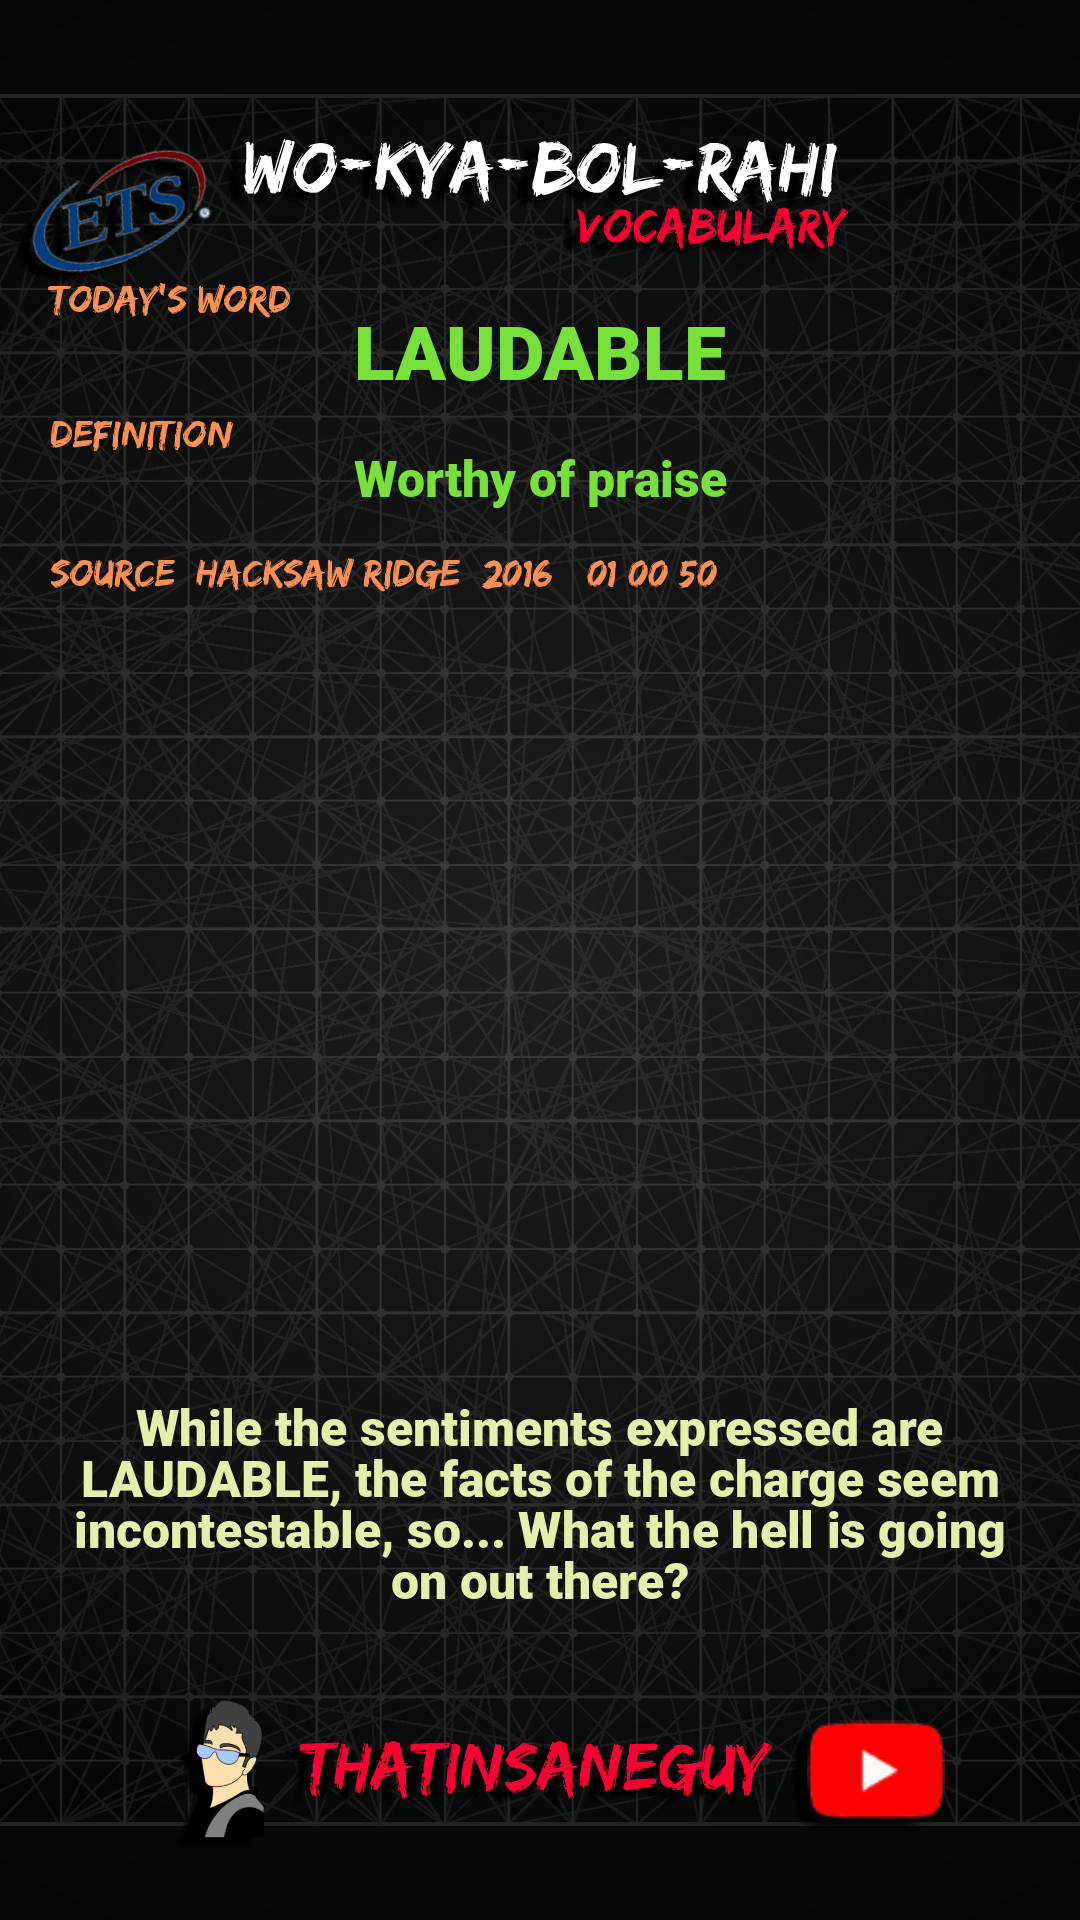 ETS®
WO-KYA-BOL-RAHI
VOCABULARY
TODAY'S WORD
LAUDABLE
DEFINITION
Worthy of praise
SOURCE HACKSAW RIDGE 2016 01 00 50
While the sentiments expressed are
LAUDABLE, the facts of the charge seem
incontestable, so... What the hell is going
on out there?
THATINSANEGUY